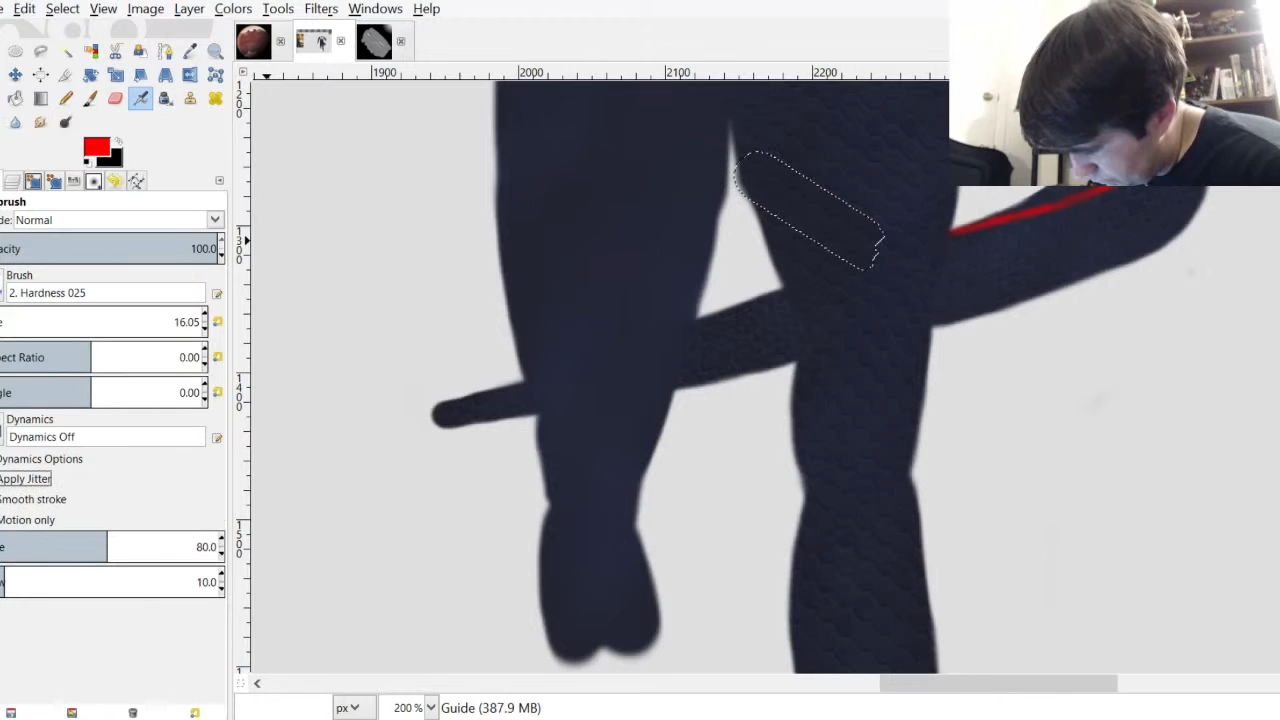 Edit Select View Image Layer Colors Tools Filters Windows Help
1900 2000 2100 2200
brush
de: Normal
acity 100.0
Brush
2. Hardness 025
e 16.05
pect Ratio 0.00
gle 0.00
Dynamics
Dynamics Off
Dynamics Options
Apply Jitter
Smooth stroke
Motion only
e 80.0
w 10.0
px 200 % Guide (387.9 MB)